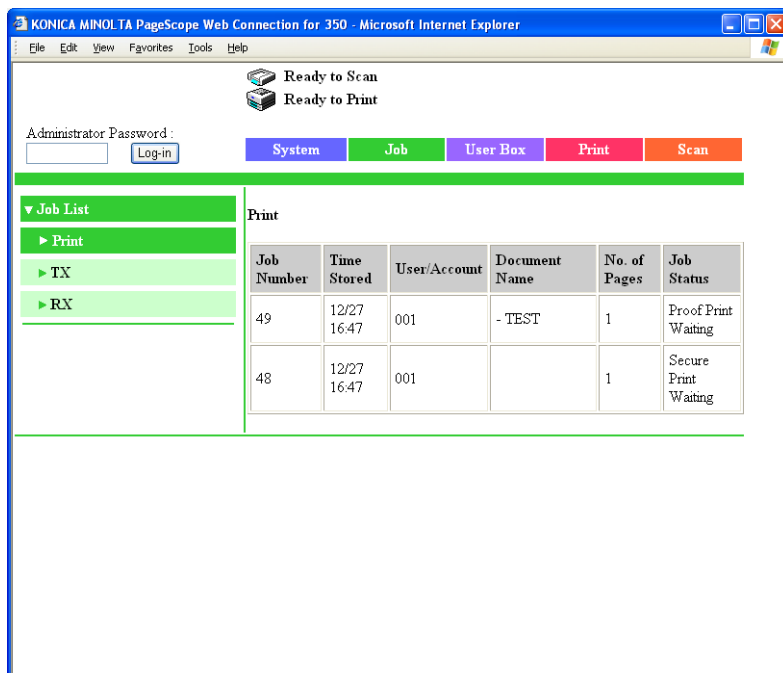 KONICA MINOLTA PageScope Web Connection for 350 - Microsoft Internet Explorer
File Edit View Favorites Tools Help
Ready to Scan
Ready to Print
Administrator Password :
Log-in
System Job User Box Print Scan
Job List
Print
TX
RX
Print
Job Number Time Stored User/Account Document Name No. of Pages Job Status
49 12/27 16:47 001 - TEST 1 Proof Print Waiting
48 12/27 16:47 001 1 Secure Print Waiting